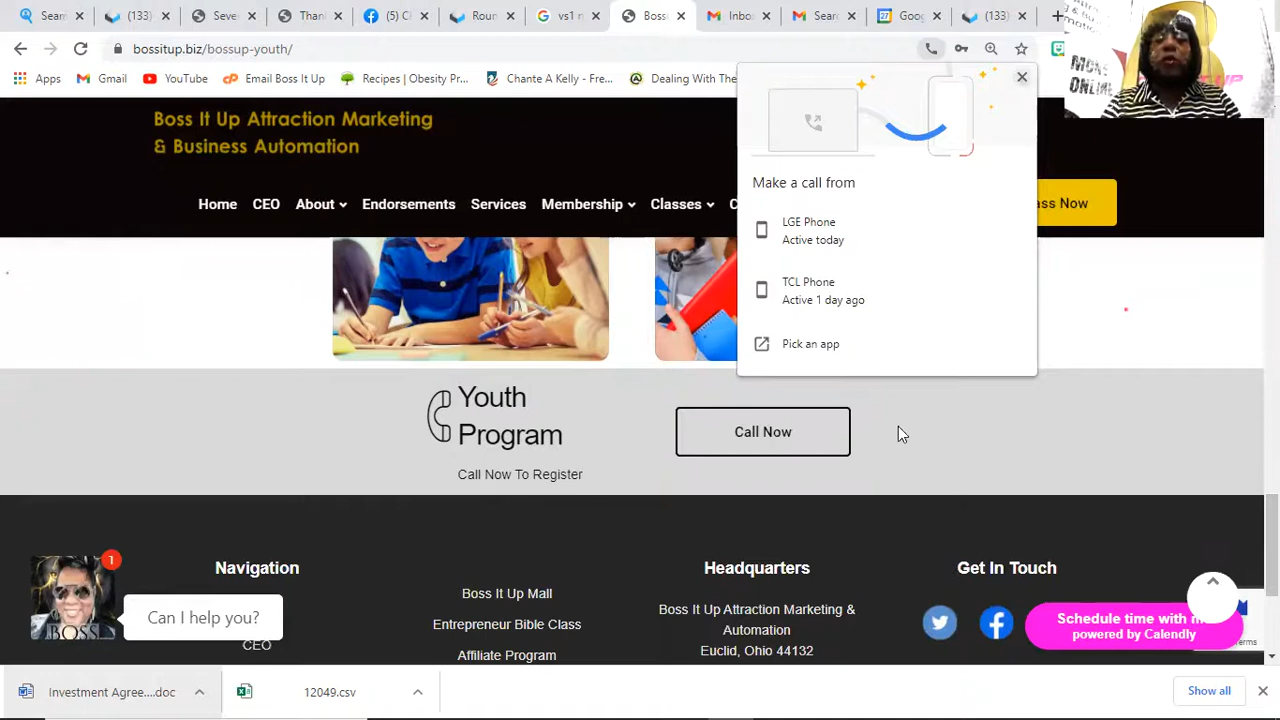 Sear
(133)
Seve
Than
(5) C
Roun
vs1 n
Boss
Inbo
Sear
Goog
(133)
bossitup.biz/bossup-youth/
Apps
Gmail
YouTube
Email Boss It Up
Recipes | Obesity Pr...
Chante A Kelly - Fre...
Dealing With The
MONE
ONLINE
Boss It Up Attraction Marketing
& Business Automation
Home
CEO
About
Endorsements
Services
Membership
Classes
C
ass Now
Make a call from
LGE Phone
Active today
TCL Phone
Active 1 day ago
Pick an app
Youth
Program
Call Now To Register
Call Now
Navigation
CEO
Boss It Up Mall
Entrepreneur Bible Class
Affiliate Program
Headquarters
Boss It Up Attraction Marketing &
Automation
Euclid, Ohio 44132
Get In Touch
1
BOSS
Can I help you?
Schedule time with m
powered by Calendly
Terms
Investment Agree....doc
12049.csv
Show all